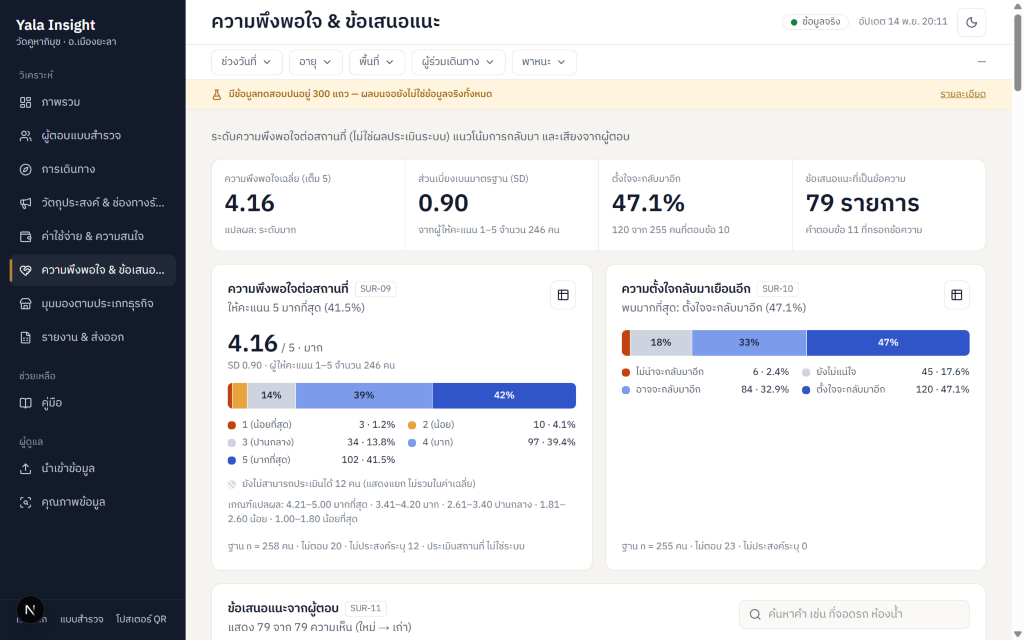 Yala Insight
วัดคูหาภิมุข · อ.เมืองยะลา
วิเคราะห์
ภาพรวม
ผู้ตอบแบบสำรวจ
การเดินทาง
วัตถุประสงค์ & ช่องทางรั...
ค่าใช้จ่าย & ความสนใจ
ความพึงพอใจ & ข้อเสนอ...
มุมมองตามประเภทธุรกิจ
รายงาน & ส่งออก
ช่วยเหลือ
คู่มือ
ผู้ดูแล
นำเข้าข้อมูล
คุณภาพข้อมูล
N
แบบสำรวจ
โปสเตอร์ QR
ความพึงพอใจ & ข้อเสนอแนะ
ข้อมูลจริง
อัปเดต 14 พ.ย. 20:11
ช่วงวันที่
อายุ
พื้นที่
ผู้ร่วมเดินทาง
พาหนะ
มีข้อมูลทดสอบปนอยู่ 300 แถว — ผลบนจอยังไม่ใช่ข้อมูลจริงทั้งหมด
รายละเอียด
ระดับความพึงพอใจต่อสถานที่ (ไม่ใช่ผลประเมินระบบ) แนวโน้มการกลับมา และเสียงจากผู้ตอบ
ความพึงพอใจเฉลี่ย (เต็ม 5)
4.16
แปลผล: ระดับมาก
ส่วนเบี่ยงเบนมาตรฐาน (SD)
0.90
จากผู้ให้คะแนน 1–5 จำนวน 246 คน
ตั้งใจจะกลับมาอีก
47.1%
120 จาก 255 คนที่ตอบข้อ 10
ข้อเสนอแนะที่เป็นข้อความ
79 รายการ
คำตอบข้อ 11 ที่กรอกข้อความ
ความพึงพอใจต่อสถานที่ SUR-09
ให้คะแนน 5 มากที่สุด (41.5%)
4.16 / 5 · มาก
SD 0.90 · ผู้ให้คะแนน 1–5 จำนวน 246 คน
14% 39% 42%
1 (น้อยที่สุด) 3 · 1.2%
2 (น้อย) 10 · 4.1%
3 (ปานกลาง) 34 · 13.8%
4 (มาก) 97 · 39.4%
5 (มากที่สุด) 102 · 41.5%
ยังไม่สามารถประเมินได้ 12 คน (แสดงแยก ไม่รวมในค่าเฉลี่ย)
เกณฑ์แปลผล: 4.21–5.00 มากที่สุด · 3.41–4.20 มาก · 2.61–3.40 ปานกลาง · 1.81–
2.60 น้อย · 1.00–1.80 น้อยที่สุด
ฐาน n = 258 คน · ไม่ตอบ 20 · ไม่ประสงค์ระบุ 12 · ประเมินสถานที่ ไม่ใช่ระบบ
ความตั้งใจกลับมาเยือนอีก SUR-10
พบมากที่สุด: ตั้งใจจะกลับมาอีก (47.1%)
18% 33% 47%
ไม่น่าจะกลับมาอีก 6 · 2.4%
ยังไม่แน่ใจ 45 · 17.6%
อาจจะกลับมาอีก 84 · 32.9%
ตั้งใจจะกลับมาอีก 120 · 47.1%
ฐาน n = 255 คน · ไม่ตอบ 23 · ไม่ประสงค์ระบุ 0
ข้อเสนอแนะจากผู้ตอบ SUR-11
แสดง 79 จาก 79 ความเห็น (ใหม่ → เก่า)
ค้นหาคำ เช่น ที่จอดรถ ห้องน้ำ